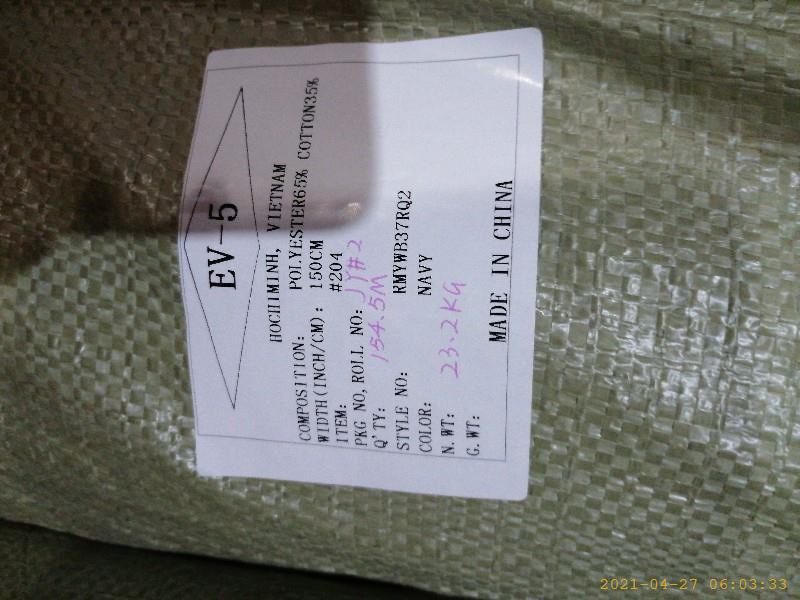 EV-5
HOCHIMINH, VIETNAM
COMPOSITION: POLYESTER65% COTTON35%
WIDTH(INCH/CM): 150CM
ITEM: #204
PKG NO, ROLL NO: JY#2
Q'TY: 154.5M
STYLE NO: RMYWB37RQ2
COLOR: NAVY
N.WT: 23.2KG
G.WT:
MADE IN CHINA
2021-04-27 06:03:33